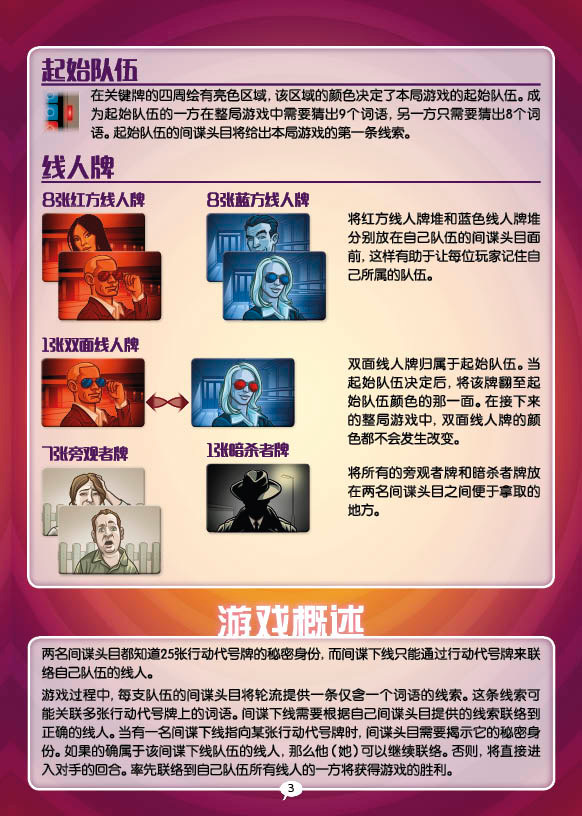 起始队伍
在关键牌的四周绘有亮色区域，该区域的颜色决定了本局游戏的起始队伍。成
为起始队伍的一方在整局游戏中需要猜出9个词语，另一方只需要猜出8个词
语。起始队伍的间谍头目将给出本局游戏的第一条线索。
线人牌
8张红方线人牌
8张蓝方线人牌
将红方线人牌堆和蓝色线人牌堆
分别放在自己队伍的间谍头目面
前，这样有助于让每位玩家记住自
己所属的队伍。
1张双面线人牌
双面线人牌归属于起始队伍。当
起始队伍决定后，将该牌翻至起
始队伍颜色的那一面。在接下来
的整局游戏中，双面线人牌的颜
色都不会发生改变。
7张旁观者牌
1张暗杀者牌
将所有的旁观者牌和暗杀者牌放
在两名间谍头目之间便于拿取的
地方。
游戏概述
两名间谍头目都知道25张行动代号牌的秘密身份，而间谍下线只能通过行动代号牌来联
络自己队伍的线人。
游戏过程中，每支队伍的间谍头目将轮流提供一条仅含一个词语的线索。这条线索可
能关联多张行动代号牌上的词语。间谍下线需要根据自己间谍头目提供的线索联络到
正确的线人。当有一名间谍下线指向某张行动代号牌时，间谍头目需要揭示它的秘密身
份。如果的确属于该间谍下线队伍的线人，那么他（她）可以继续联络。否则，将直接进
入对手的回合。率先联络到自己队伍所有线人的一方将获得游戏的胜利。
3